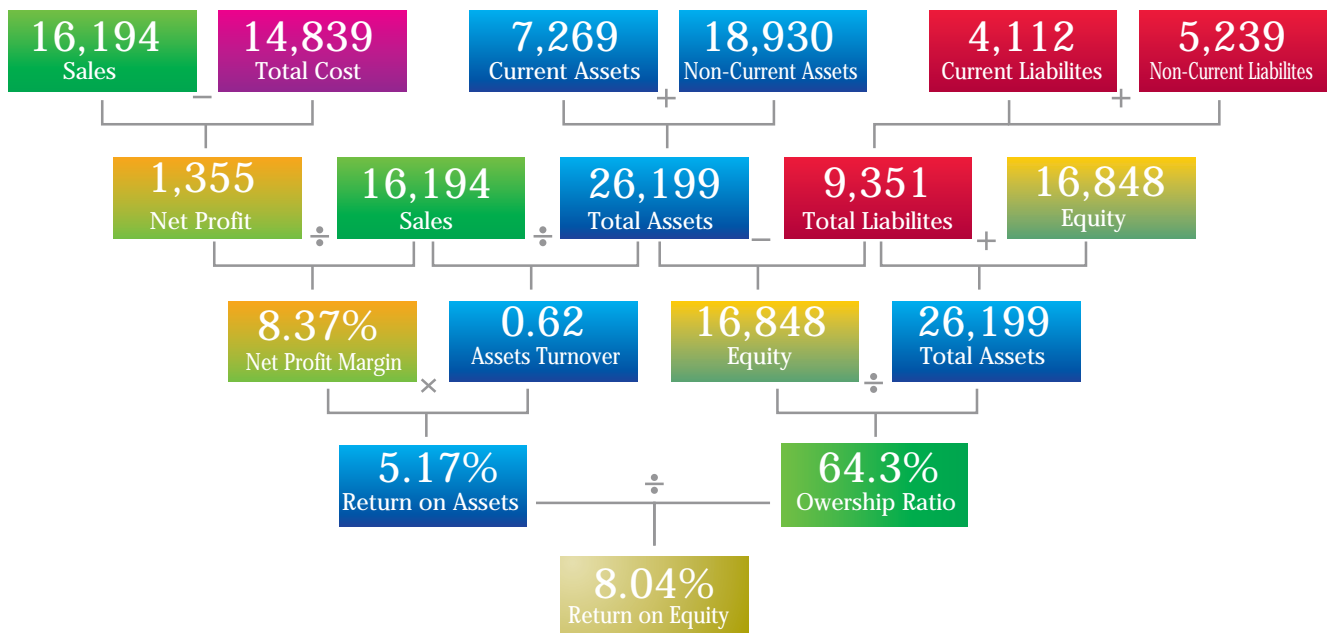 16,194
Sales
−
14,839
Total Cost
7,269
Current Assets
+
18,930
Non-Current Assets
4,112
Current Liabilites
+
5,239
Non-Current Liabilites
1,355
Net Profit
÷
16,194
Sales
÷
26,199
Total Assets
−
9,351
Total Liabilites
+
16,848
Equity
8.37%
Net Profit Margin
×
0.62
Assets Turnover
16,848
Equity
÷
26,199
Total Assets
5.17%
Return on Assets
÷
64.3%
Owership Ratio
8.04%
Return on Equity